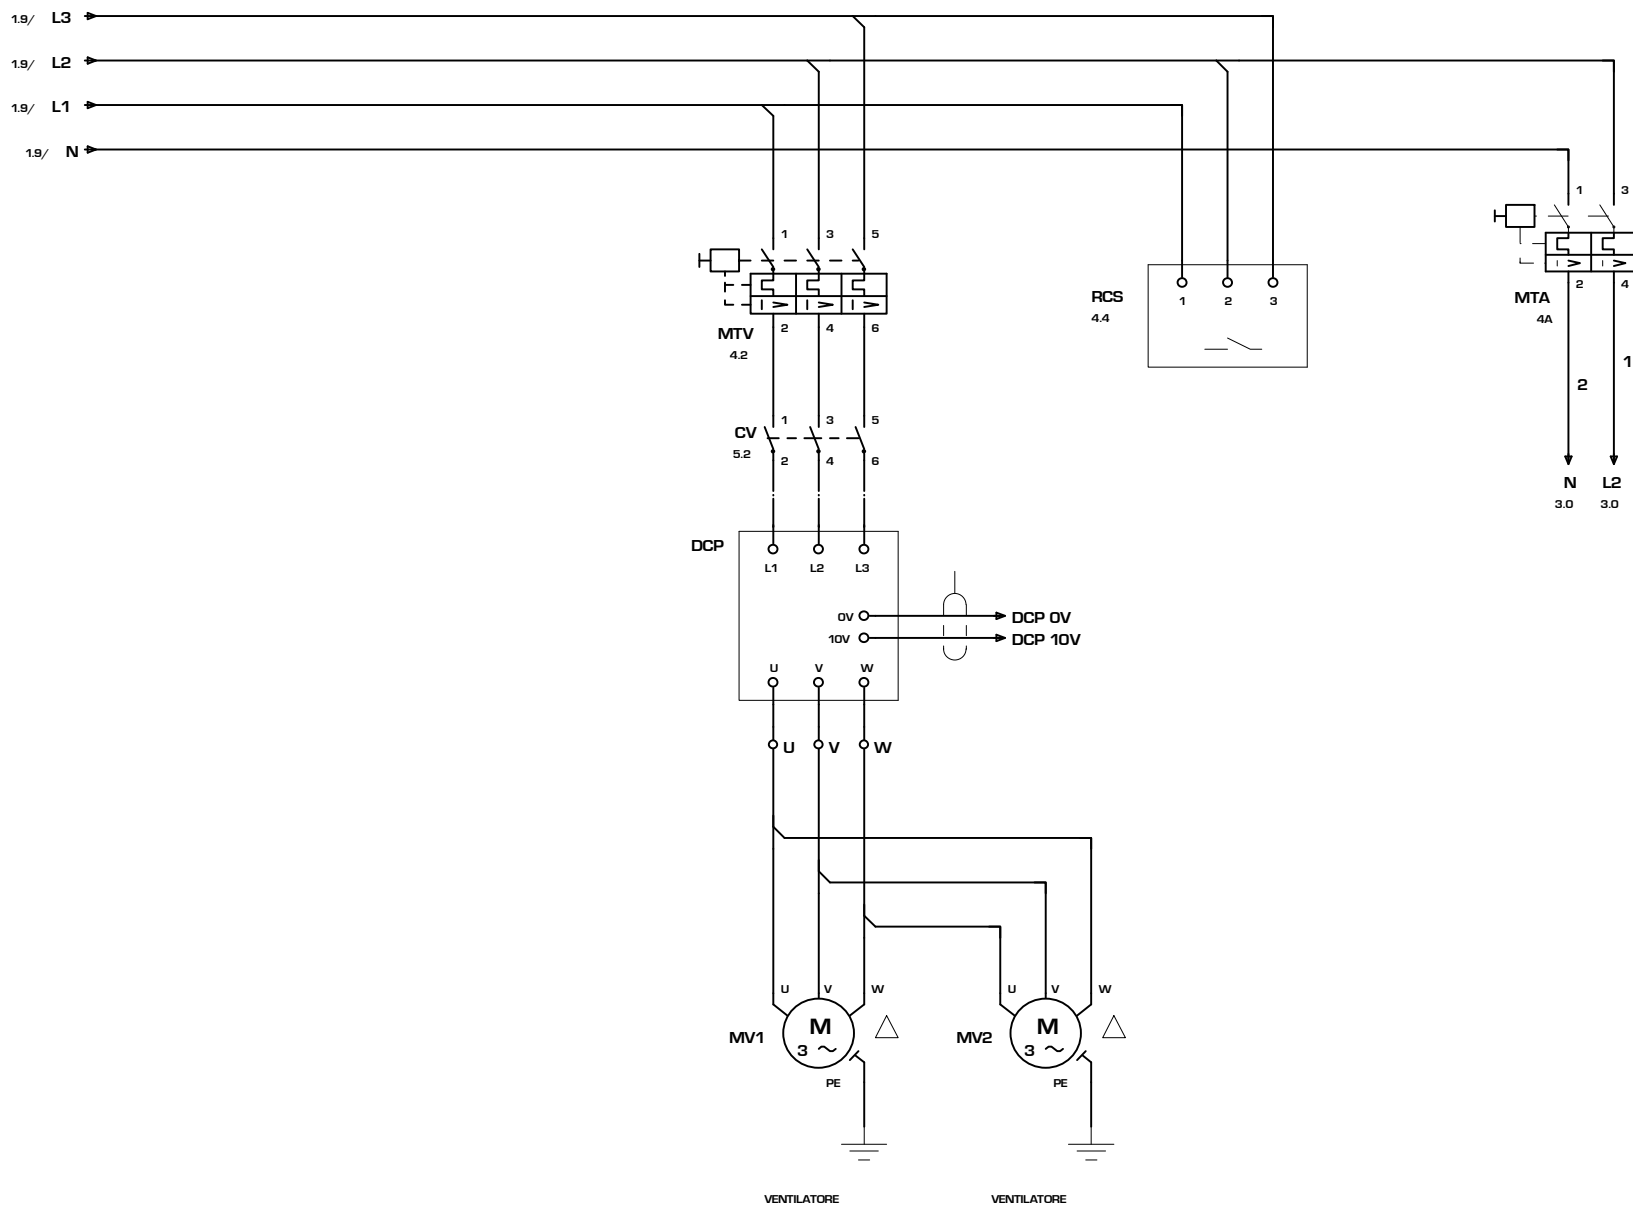 1.9/ L3
1.9/ L2
1.9/ L1
1.9/ N
1 3
1 3 5
MTV
4.2
2 4 6
RCS
4.4
1 2 3
MTA
4A
2 4
1
2
N L2
3.0 3.0
CV
5.2
1 3 5
2 4 6
DCP
L1 L2 L3
0V DCP 0V
10V DCP 10V
U V W
U V W
U V W
U V W
MV1
M
3
PE
MV2
M
3
PE
VENTILATORE VENTILATORE